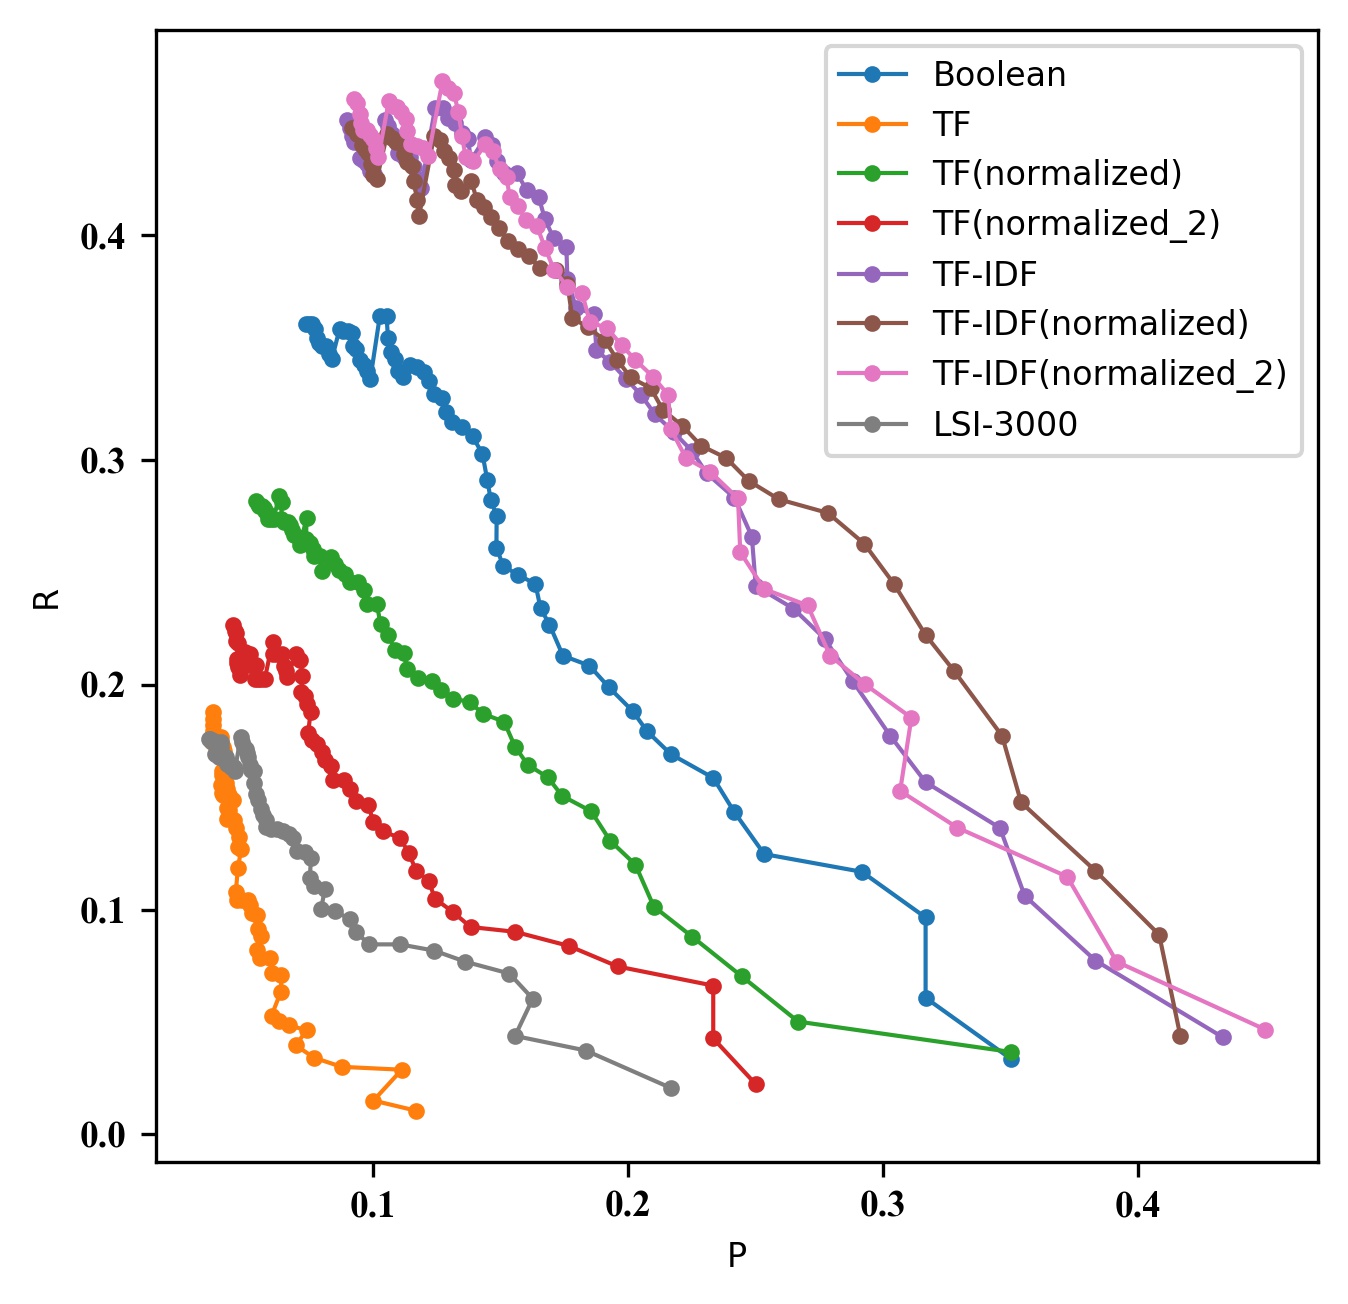 Boolean
TF
TF(normalized)
TF(normalized_2)
TF-IDF
TF-IDF(normalized)
TF-IDF(normalized_2)
LSI-3000
0.4
0.3
0.2
0.1
0.0
R
0.1 0.2 0.3 0.4
P